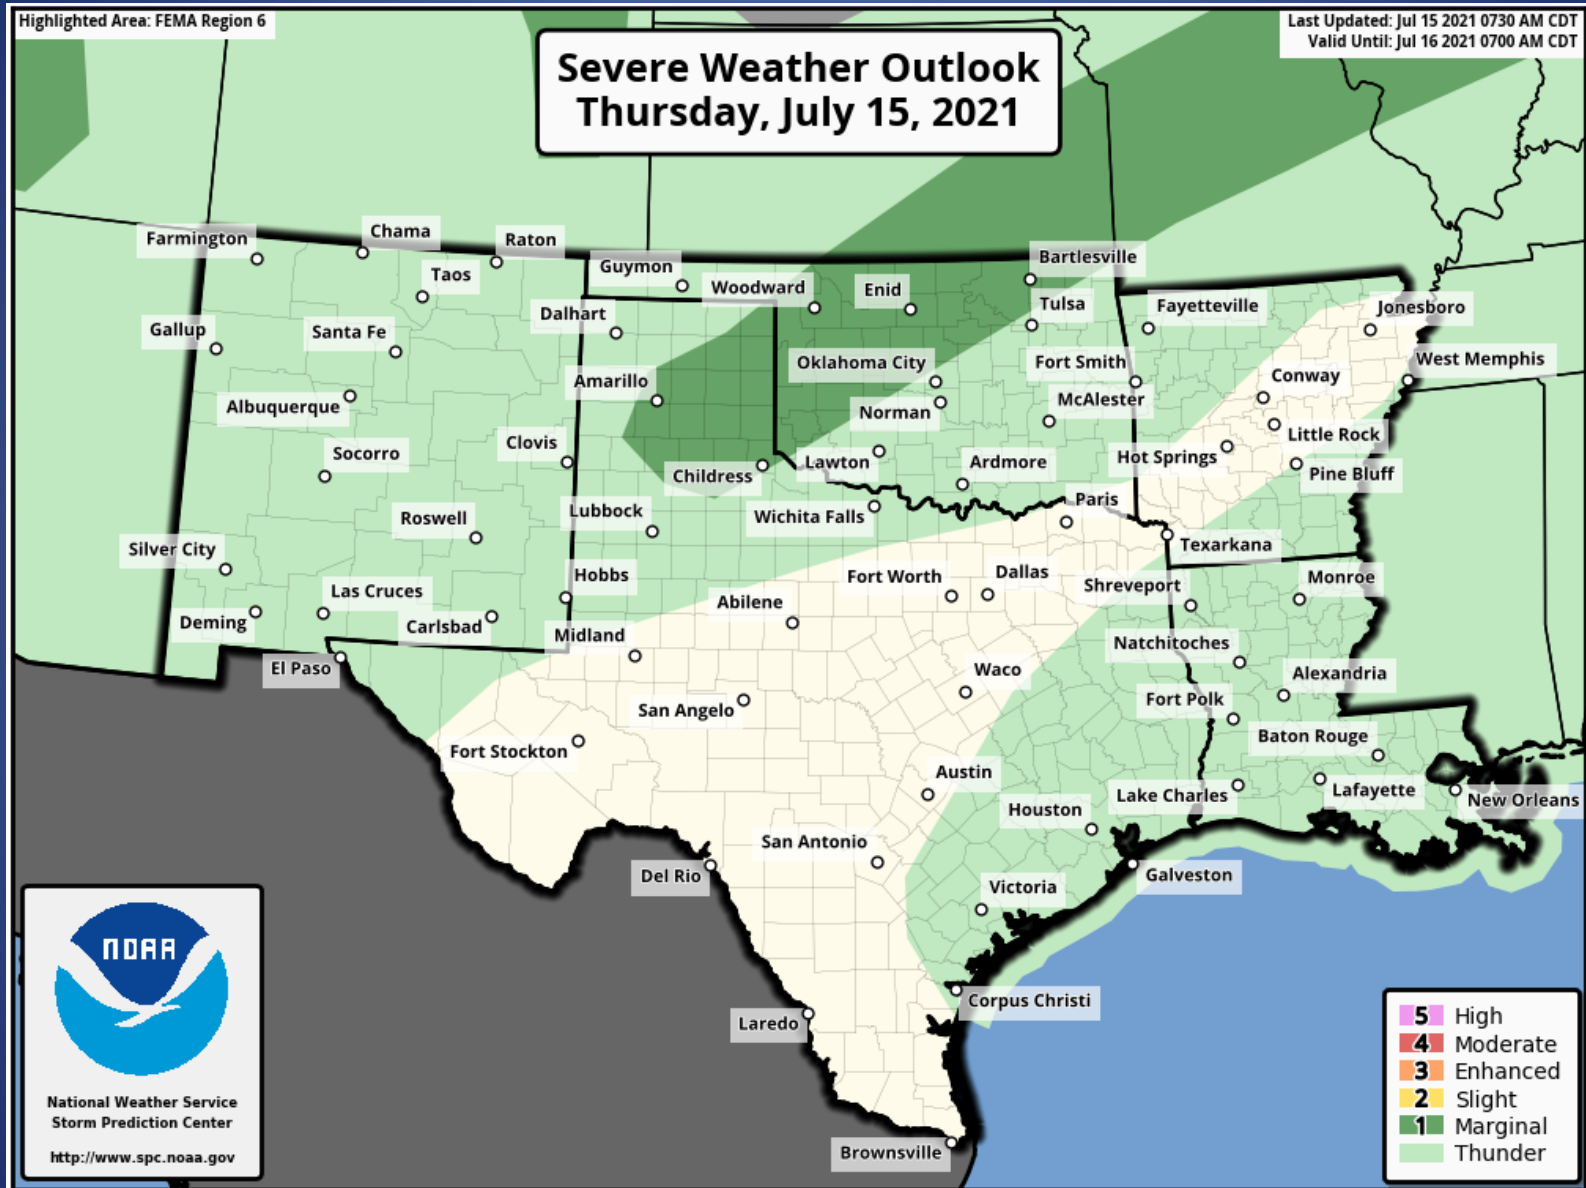 Highlighted Area: FEMA Region 6
Last Updated: Jul 15 2021 0730 AM CDT
Valid Until: Jul 16 2021 0700 AM CDT
Severe Weather Outlook
Thursday, July 15, 2021
Farmington
Chama
Raton
Taos
Guymon
Woodward
Enid
Bartlesville
Gallup
Santa Fe
Dalhart
Tulsa
Fayetteville
Jonesboro
Albuquerque
Amarillo
Oklahoma City
Fort Smith
Conway
West Memphis
Norman
McAlester
Socorro
Clovis
Childress
Lawton
Ardmore
Hot Springs
Little Rock
Pine Bluff
Roswell
Lubbock
Wichita Falls
Paris
Texarkana
Silver City
Las Cruces
Hobbs
Fort Worth
Dallas
Shreveport
Monroe
Deming
Carlsbad
Midland
Abilene
El Paso
Natchitoches
Waco
Alexandria
San Angelo
Fort Polk
Fort Stockton
Baton Rouge
Austin
Houston
Lake Charles
Lafayette
New Orleans
San Antonio
Del Rio
Victoria
Galveston
Laredo
Corpus Christi
Brownsville
NOAA
National Weather Service
Storm Prediction Center
http://www.spc.noaa.gov
5 High
4 Moderate
3 Enhanced
2 Slight
1 Marginal
Thunder